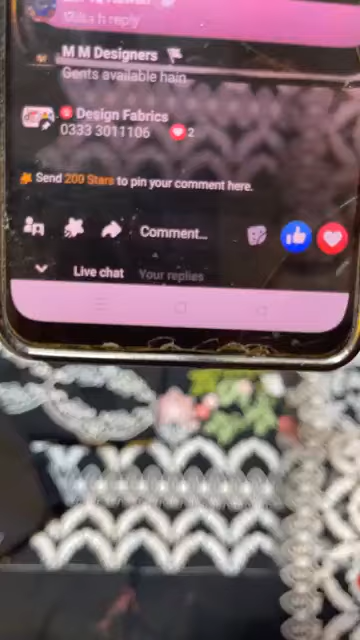 M M Designers
Gents available hain
Design Fabrics
0333 3011106
2
Send 200 Stars to pin your comment here.
Comment...
Live chat Your replies